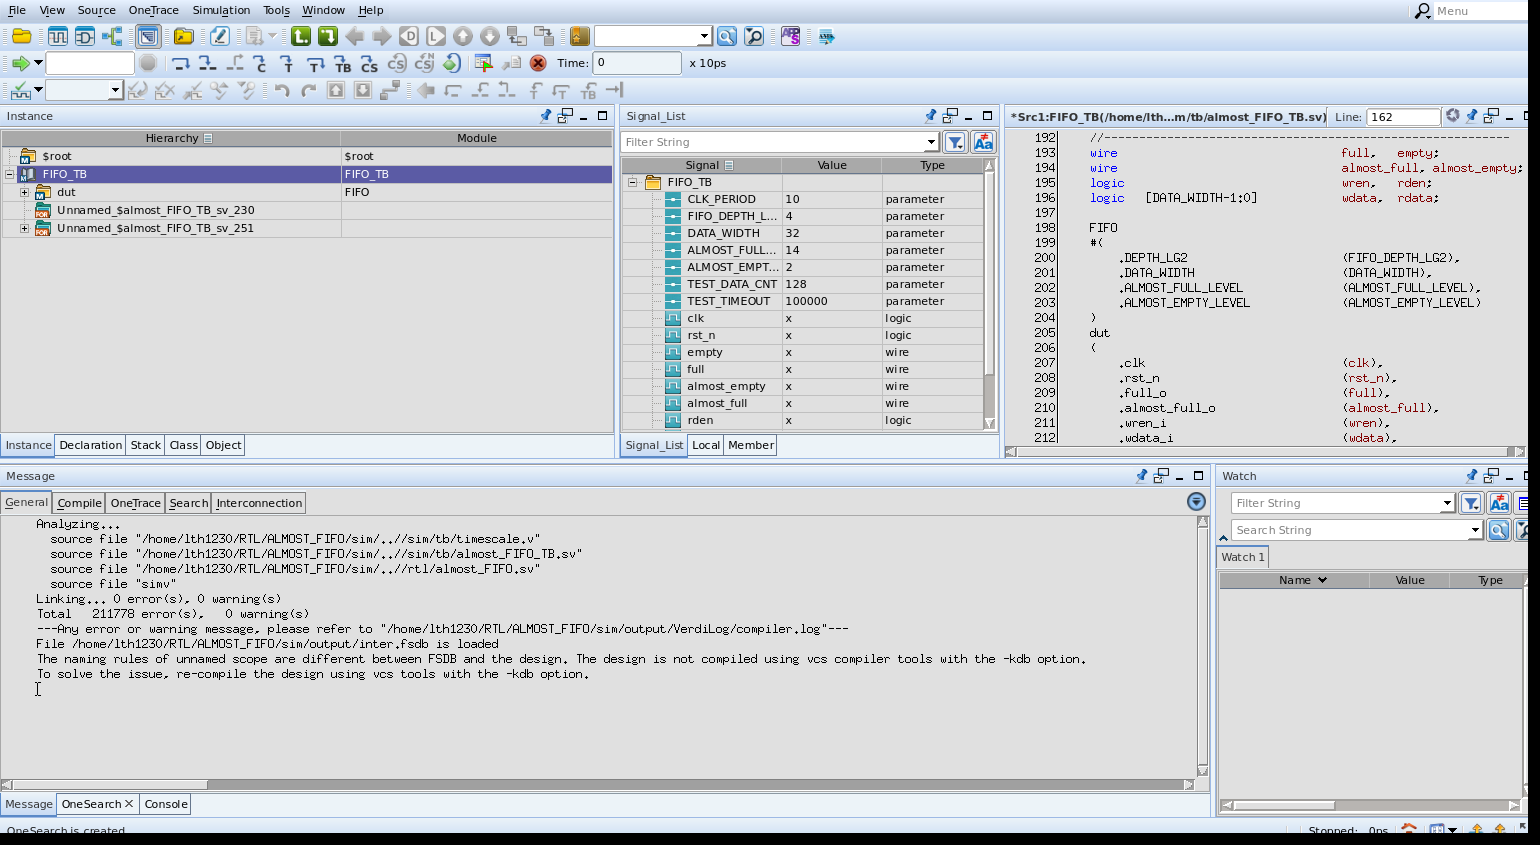 File View Source OneTrace Simulation Tools Window Help
Menu
Time: 0 x 10ps
Instance
Hierarchy Module
$root $root
FIFO_TB FIFO_TB
dut FIFO
Unnamed_$almost_FIFO_TB_sv_230
Unnamed_$almost_FIFO_TB_sv_251
Instance Declaration Stack Class Object
Signal_List
Filter String
Signal Value Type
FIFO_TB
CLK_PERIOD 10 parameter
FIFO_DEPTH_L... 4 parameter
DATA_WIDTH 32 parameter
ALMOST_FULL... 14 parameter
ALMOST_EMPT... 2 parameter
TEST_DATA_CNT 128 parameter
TEST_TIMEOUT 100000 parameter
clk x logic
rst_n x logic
empty x wire
full x wire
almost_empty x wire
almost_full x wire
rden x logic
Signal_List Local Member
*Src1:FIFO_TB(/home/lth...m/tb/almost_FIFO_TB.sv) Line: 162
192 //----------------------------------------------------------
193 wire full, empty;
194 wire almost_full, almost_empty;
195 logic wren, rden;
196 logic [DATA_WIDTH-1:0] wdata, rdata;
197
198 FIFO
199 #(
200 .DEPTH_LG2 (FIFO_DEPTH_LG2),
201 .DATA_WIDTH (DATA_WIDTH),
202 .ALMOST_FULL_LEVEL (ALMOST_FULL_LEVEL),
203 .ALMOST_EMPTY_LEVEL (ALMOST_EMPTY_LEVEL)
204 )
205 dut
206 (
207 .clk (clk),
208 .rst_n (rst_n),
209 .full_o (full),
210 .almost_full_o (almost_full),
211 .wren_i (wren),
212 .wdata_i (wdata),
Message
General Compile OneTrace Search Interconnection
Analyzing...
source file "/home/lth1230/RTL/ALMOST_FIFO/sim/..//sim/tb/timescale.v"
source file "/home/lth1230/RTL/ALMOST_FIFO/sim/..//sim/tb/almost_FIFO_TB.sv"
source file "/home/lth1230/RTL/ALMOST_FIFO/sim/..//rtl/almost_FIFO.sv"
source file "simv"
Linking... 0 error(s), 0 warning(s)
Total 211778 error(s), 0 warning(s)
---Any error or warning message, please refer to "/home/lth1230/RTL/ALMOST_FIFO/sim/output/VerdiLog/compiler.log"---
File /home/lth1230/RTL/ALMOST_FIFO/sim/output/inter.fsdb is loaded
The naming rules of unnamed scope are different between FSDB and the design. The design is not compiled using vcs compiler tools with the -kdb option.
To solve the issue, re-compile the design using vcs tools with the -kdb option.
Message OneSearch Console
Watch
Filter String
Search String
Watch 1
Name Value Type
OneSearch is created
Stopped: 0ps